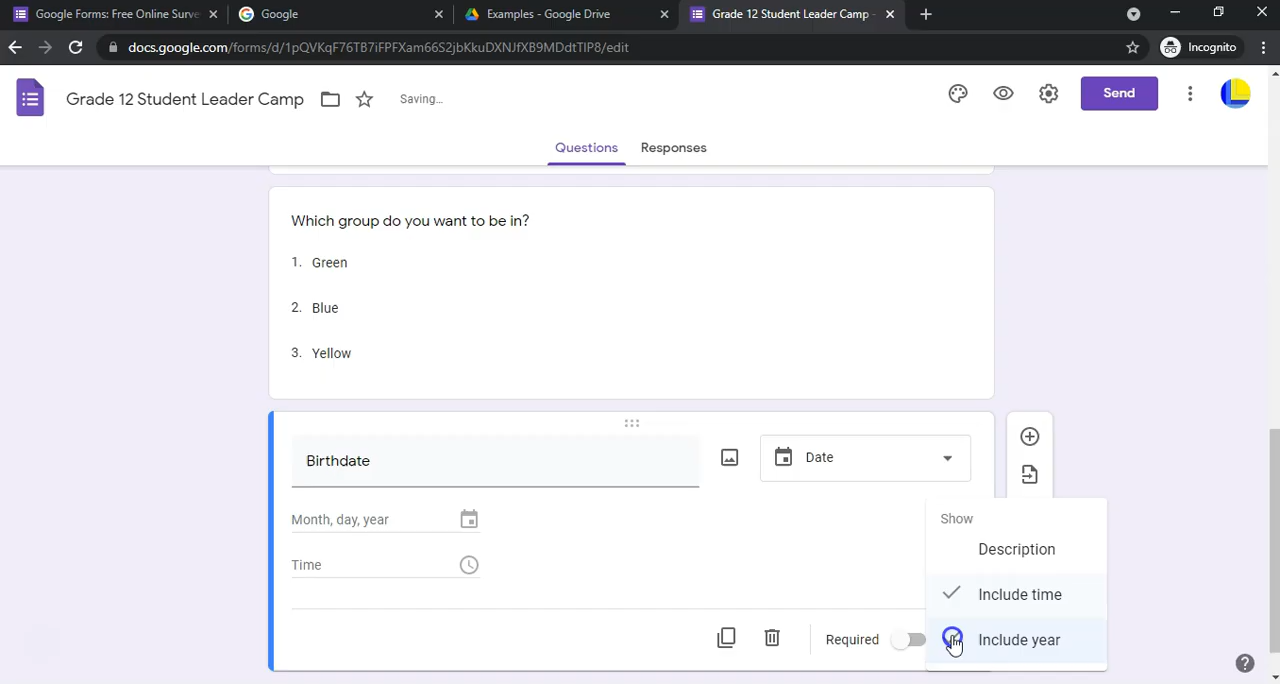 Google Forms: Free Online Surve
Google
Examples - Google Drive
Grade 12 Student Leader Camp -
docs.google.com/forms/d/1pQVKqF76TB7iFPFXam66S2jbKkuDXNJfXB9MDdtTIP8/edit
Incognito
Grade 12 Student Leader Camp
Saving...
Send
Questions
Responses
Which group do you want to be in?
1. Green
2. Blue
3. Yellow
Birthdate
Date
Month, day, year
Show
Description
Time
Include time
Required
Include year